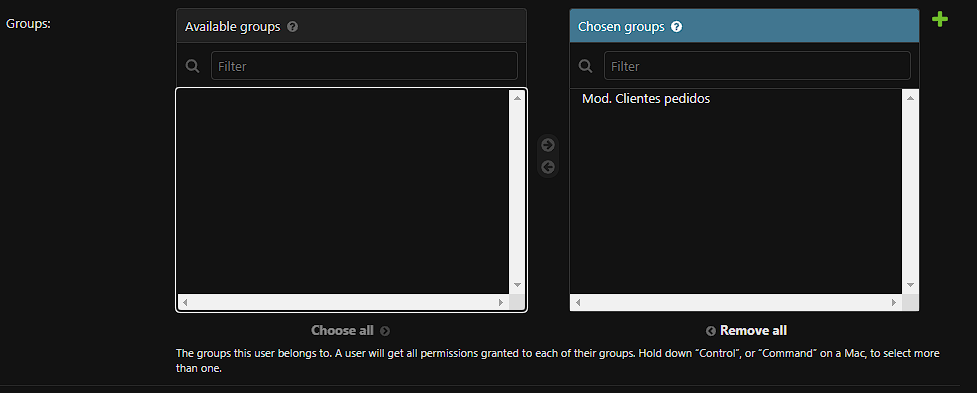 Groups:
Available groups
Chosen groups
Filter
Filter
Mod. Clientes pedidos
Choose all
Remove all
The groups this user belongs to. A user will get all permissions granted to each of their groups. Hold down “Control”, or “Command” on a Mac, to select more
than one.